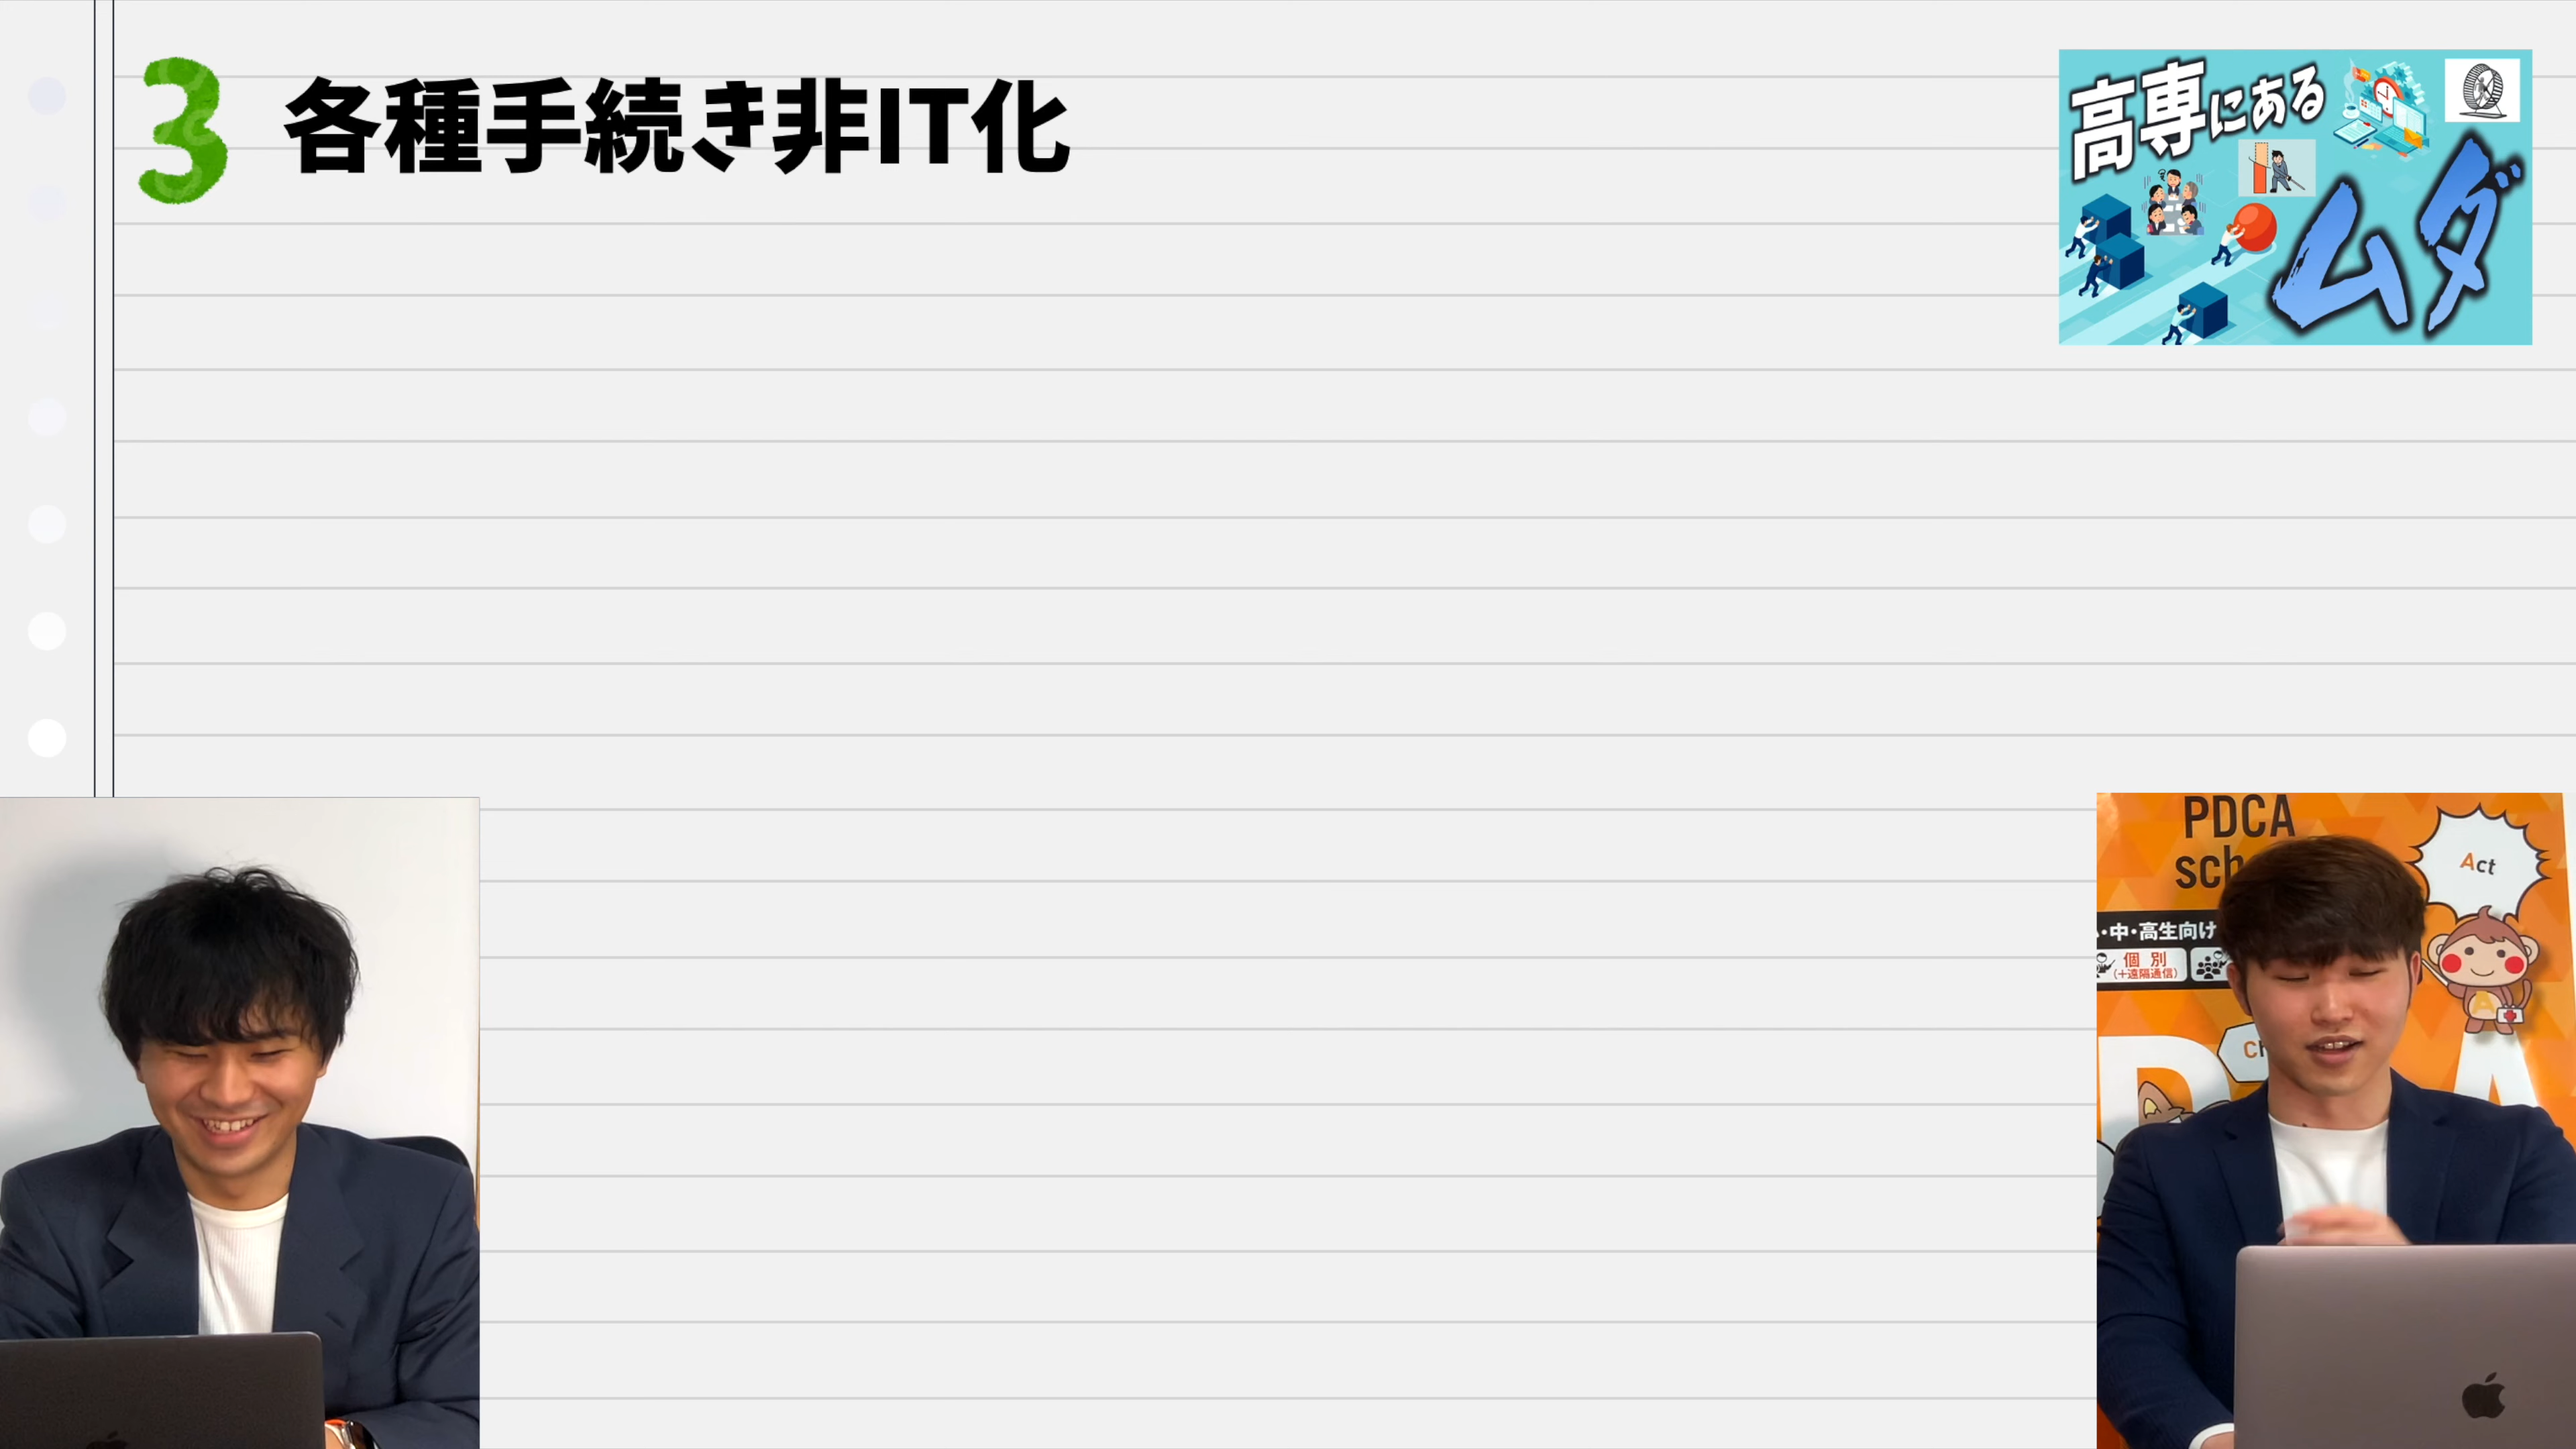 3 各種手続き非IT化
高専にある
ムダ
PDCA
sch
Act
・中・高生向け
個別
(+遠隔通信)
A